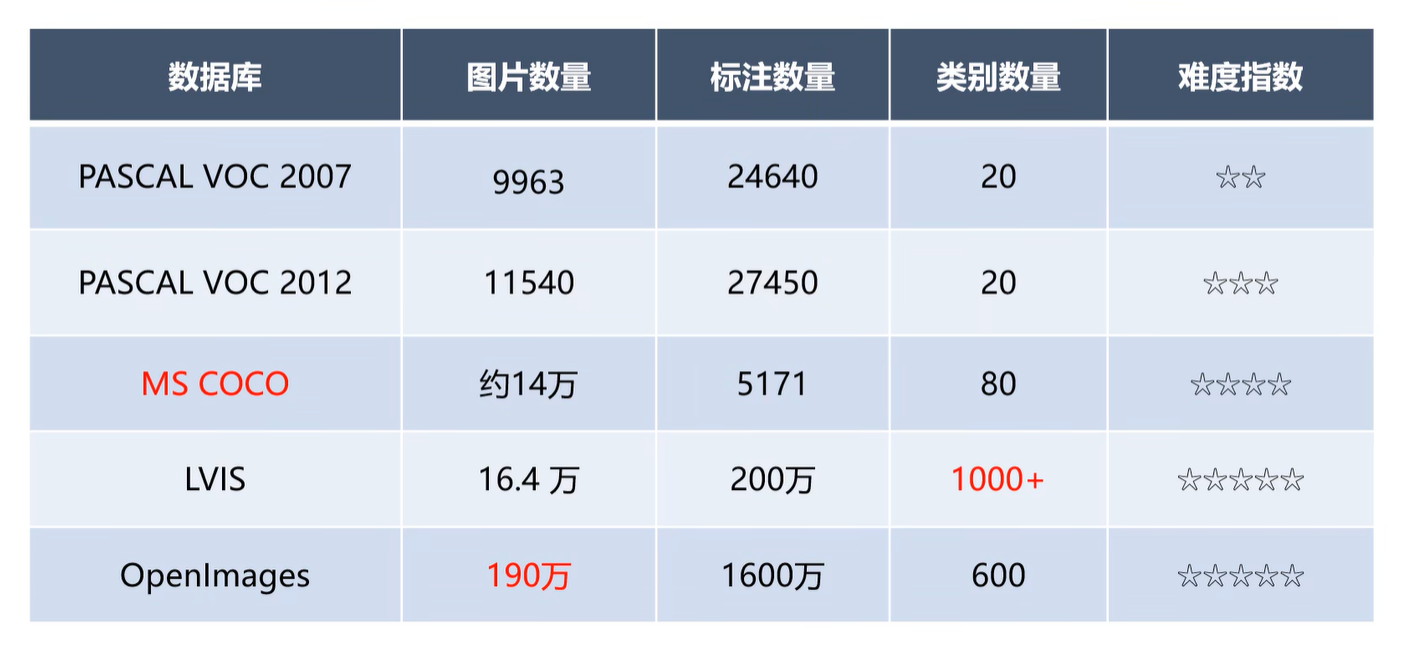 数据库 图片数量 标注数量 类别数量 难度指数
PASCAL VOC 2007 9963 24640 20 ☆☆
PASCAL VOC 2012 11540 27450 20 ☆☆☆
MS COCO 约14万 5171 80 ☆☆☆☆
LVIS 16.4 万 200万 1000+ ☆☆☆☆☆
OpenImages 190万 1600万 600 ☆☆☆☆☆